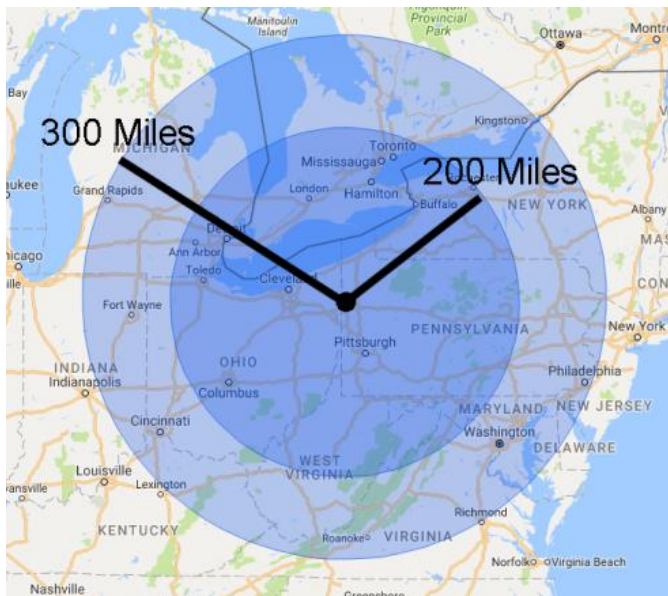 Manitoulin
Island
Algonquin
Provincial
Park
Ottawa
Montre
Bay
Kingston
300 Miles
MICHIGAN
Toronto
Mississauga
200 Miles
aukee
Grand Rapids
London
Hamilton
Buffalo
NEW YORK
Albany
Detroit
Ann Arbor
MAS
Toledo
Cleveland
hicago
CON
Fort Wayne
PENNSYLVANIA
New York
Pittsburgh
INDIANA
Indianapolis
OHIO
Columbus
Philadelphia
MARYLAND
NEW JERSEY
Cincinnati
Washington
DELAWARE
WEST
VIRGINIA
Louisville
Lexington
ansville
Richmond
KENTUCKY
VIRGINIA
Roanoke
Norfolk
Virginia Beach
Nashville